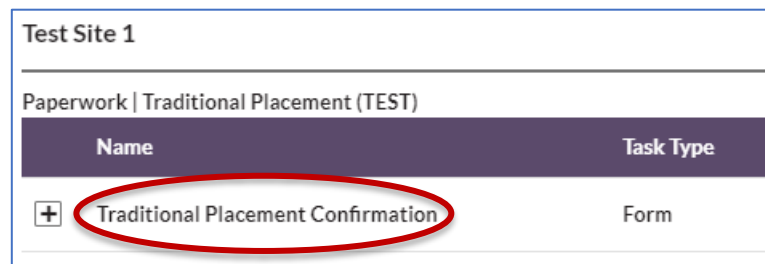 Test Site 1
Paperwork | Traditional Placement (TEST)
Name Task Type
Traditional Placement Confirmation Form